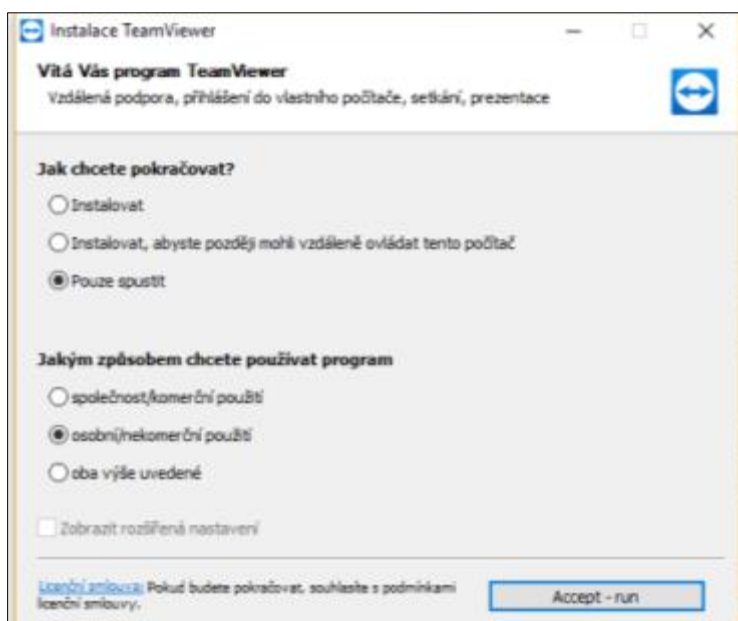 Instalace TeamViewer
Vítá Vás program TeamViewer
Vzdálená podpora, přihlášení do vlastního počítače, setkání, prezentace
Jak chcete pokračovat?
Instalovat
Instalovat, abyste později mohli vzdáleně ovládat tento počítač
Pouze spustit
Jakým způsobem chcete používat program
společnost/komerční použití
osobní/nekomerční použití
oba výše uvedené
Zobrazit rozšířená nastavení
Licenční smlouva: Pokud budete pokračovat, souhlasíte s podmínkami
licenční smlouvy.
Accept - run